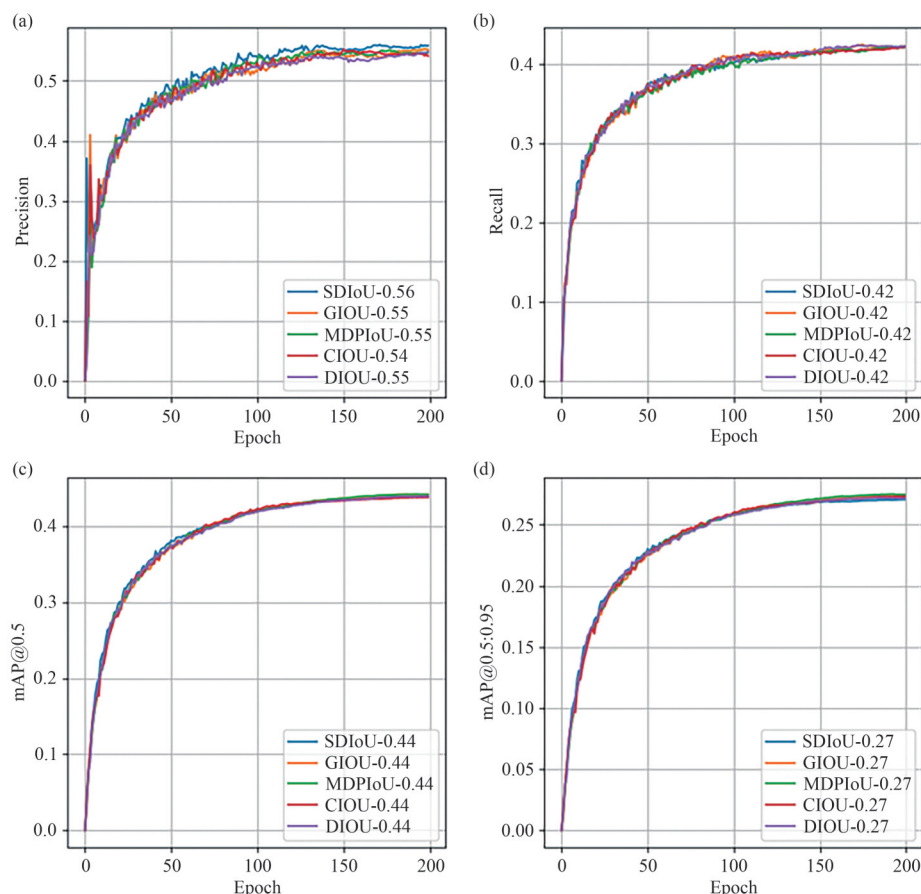 (a)
Precision
0.5
0.4
0.3
0.2
0.1
0.0
SDIoU-0.56
GIOU-0.55
MDPIoU-0.55
CIOU-0.54
DIOU-0.55
0
50
100
150
200
Epoch
(b)
Recall
0.4
0.3
0.2
0.1
0.0
SDIoU-0.42
GIOU-0.42
MDPIoU-0.42
CIOU-0.42
DIOU-0.42
0
50
100
150
200
Epoch
(c)
mAP@0.5
0.4
0.3
0.2
0.1
0.0
SDIoU-0.44
GIOU-0.44
MDPIoU-0.44
CIOU-0.44
DIOU-0.44
0
50
100
150
200
Epoch
(d)
mAP@0.5:0.95
0.25
0.20
0.15
0.10
0.05
0.00
SDIoU-0.27
GIOU-0.27
MDPIoU-0.27
CIOU-0.27
DIOU-0.27
0
50
100
150
200
Epoch